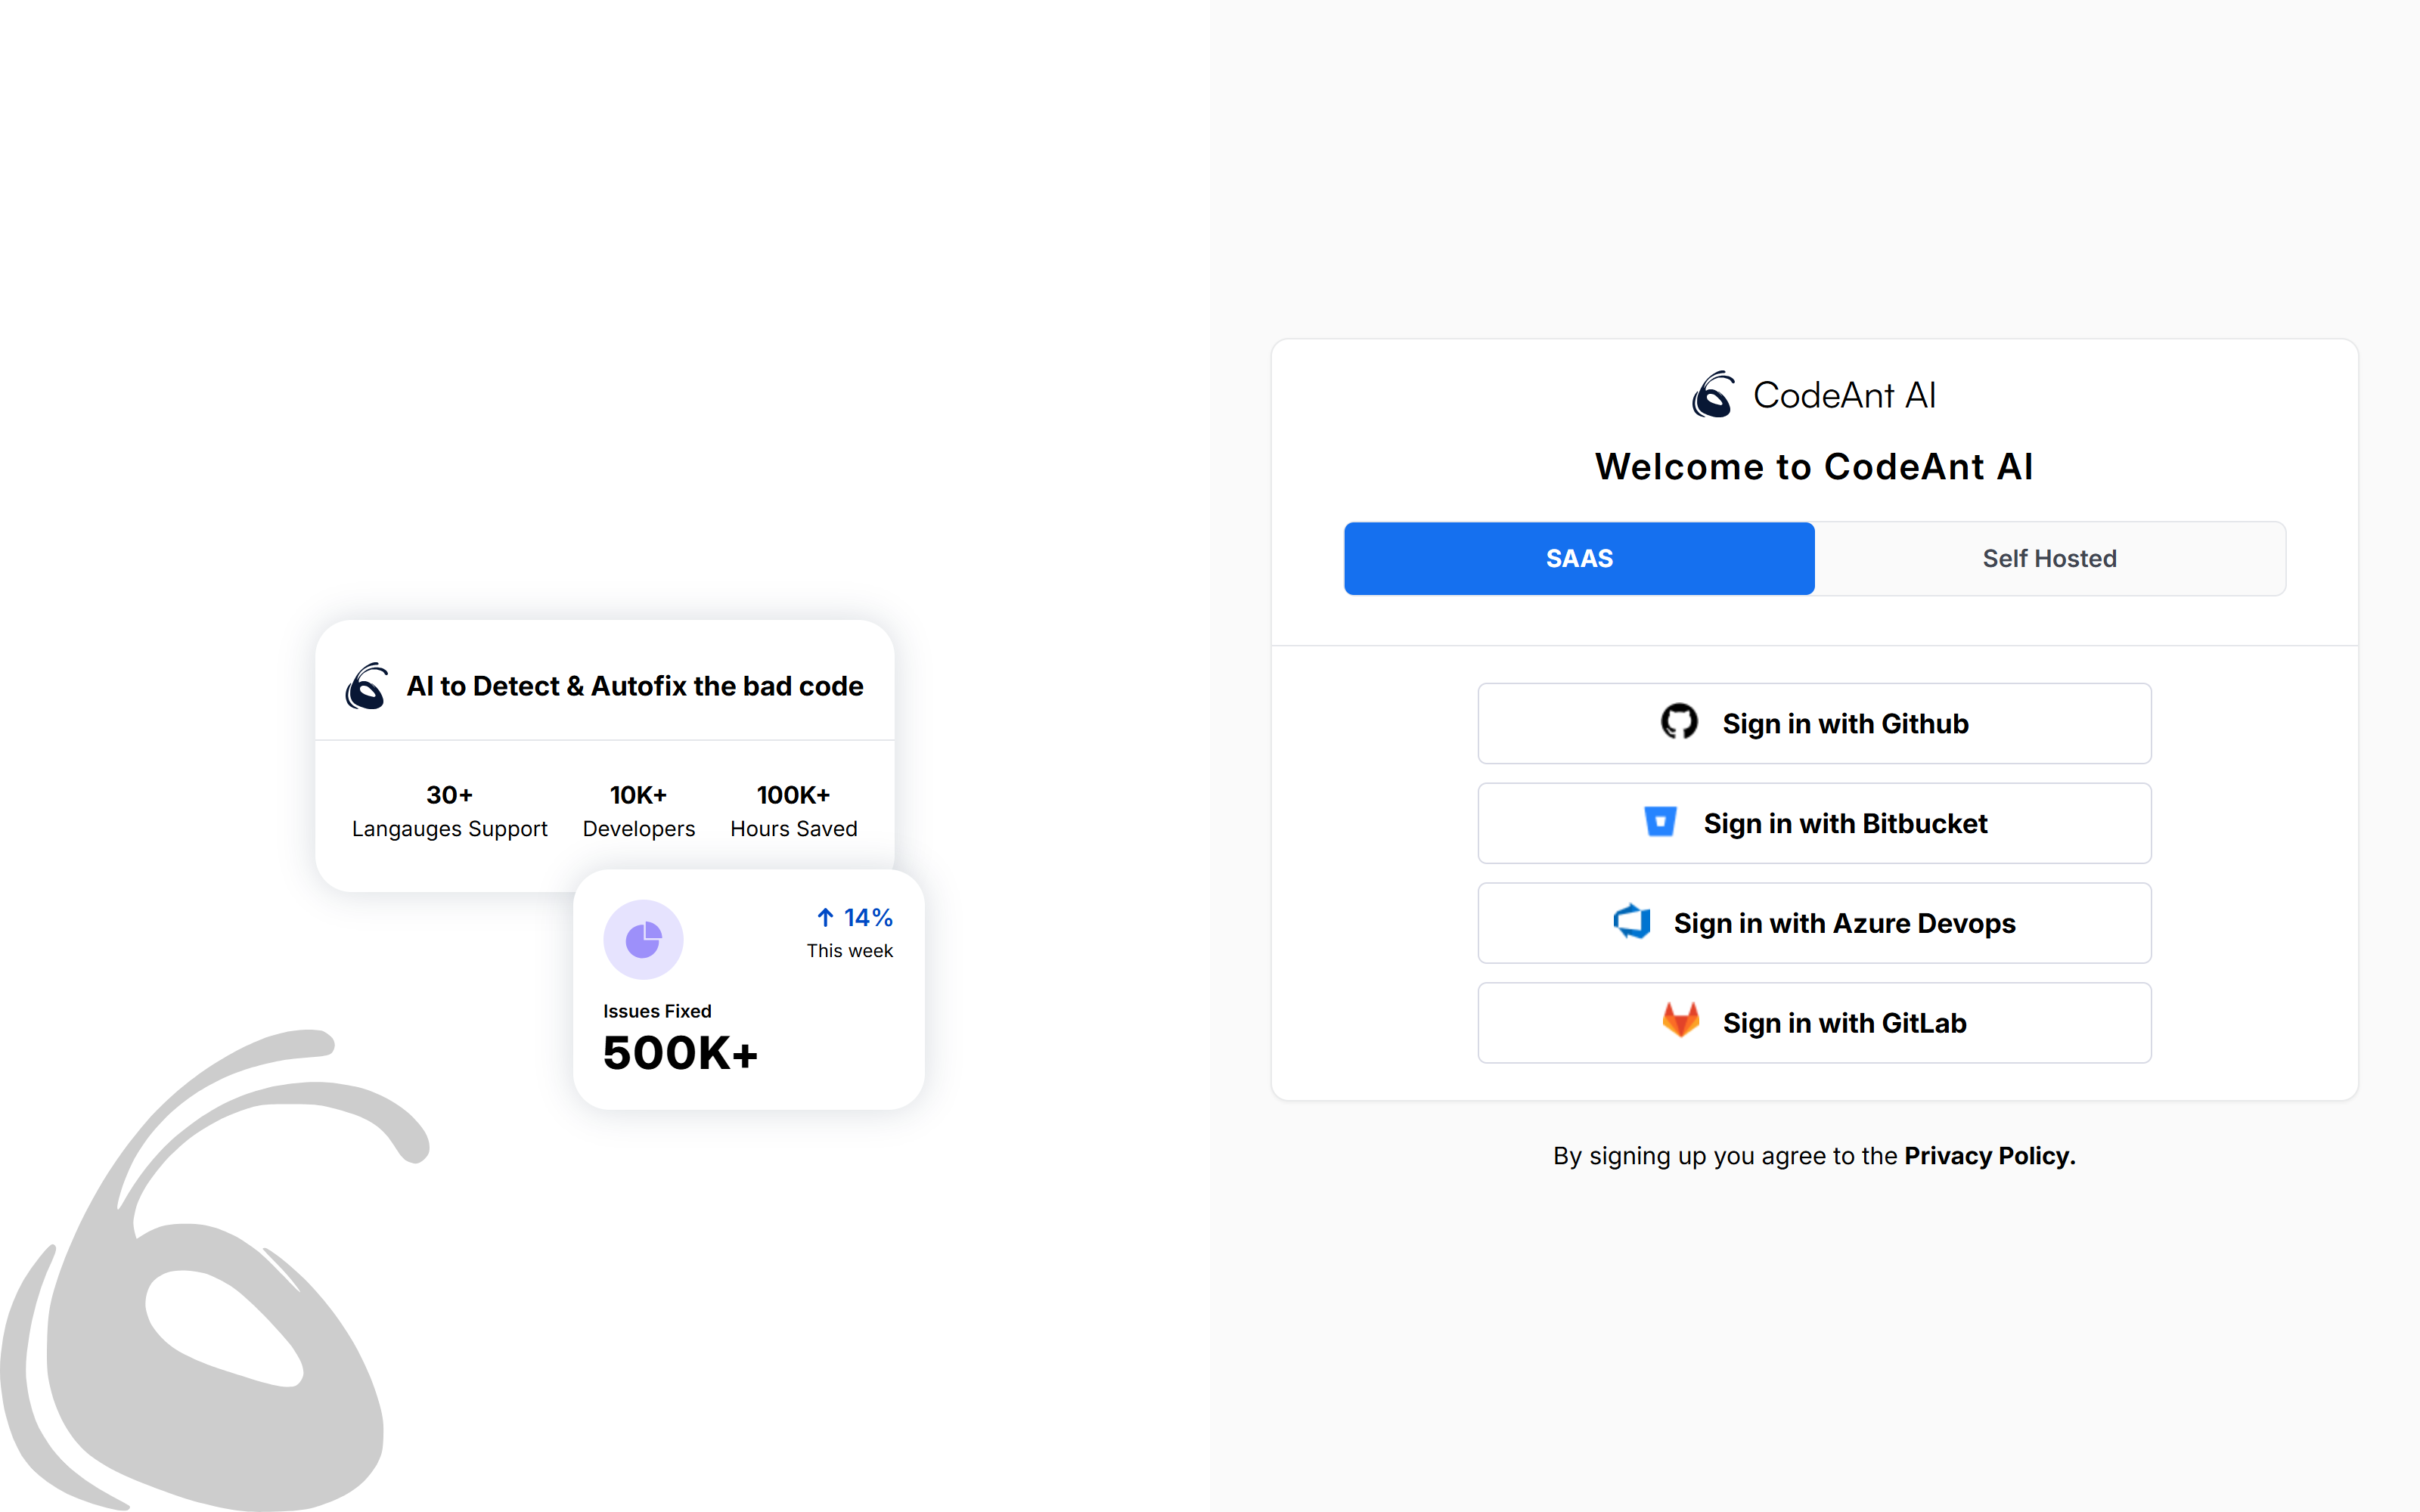 AI to Detect & Autofix the bad code
30+
Langauges Support
10K+
Developers
100K+
Hours Saved
14%
This week
Issues Fixed
500K+
CodeAnt AI
Welcome to CodeAnt AI
SAAS
Self Hosted
Sign in with Github
Sign in with Bitbucket
Sign in with Azure Devops
Sign in with GitLab
By signing up you agree to the Privacy Policy.